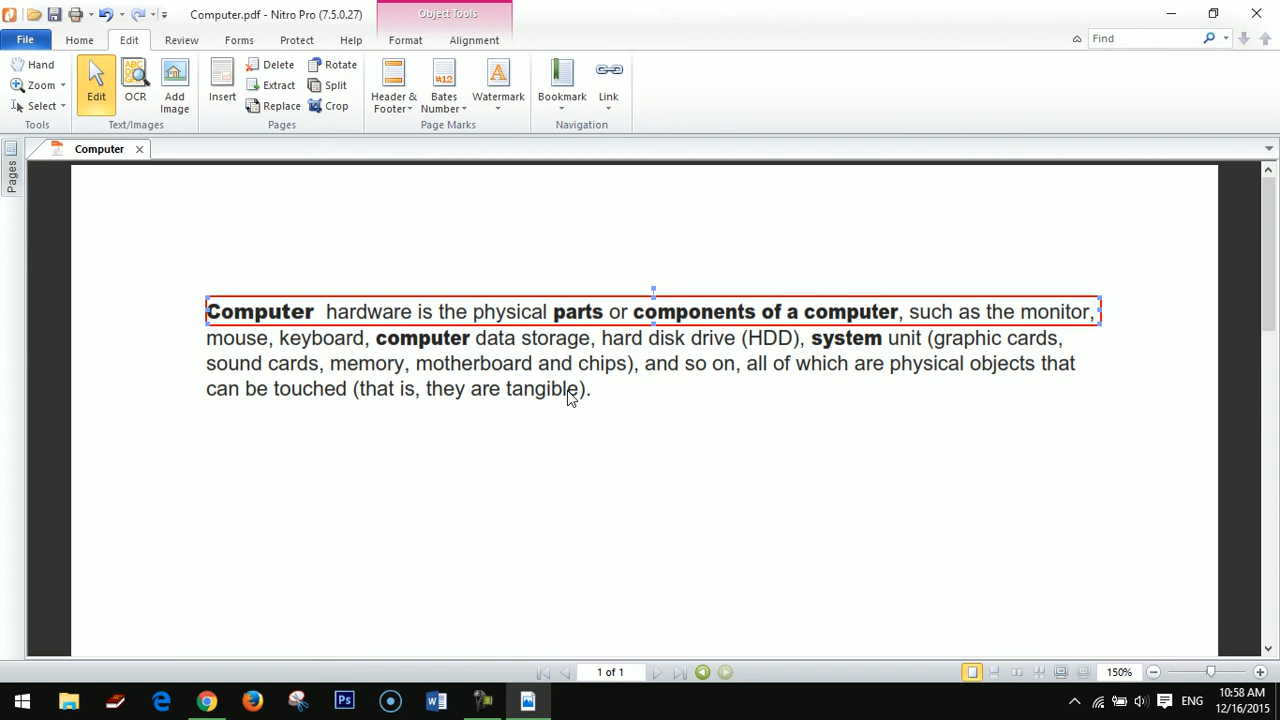 Computer.pdf - Nitro Pro (7.5.0.27)
Object Tools
File Home Edit Review Forms Protect Help Format Alignment
Find
Hand
Zoom
Select
Tools
Edit
OCR
Add Image
Text/Images
Insert
Delete
Extract
Replace
Rotate
Split
Crop
Pages
Header & Footer
Bates Number
Watermark
Page Marks
Bookmark
Link
Navigation
Computer
Pages
Computer hardware is the physical parts or components of a computer, such as the monitor,
mouse, keyboard, computer data storage, hard disk drive (HDD), system unit (graphic cards,
sound cards, memory, motherboard and chips), and so on, all of which are physical objects that
can be touched (that is, they are tangible).
1 of 1
150%
ENG
10:58 AM
12/16/2015